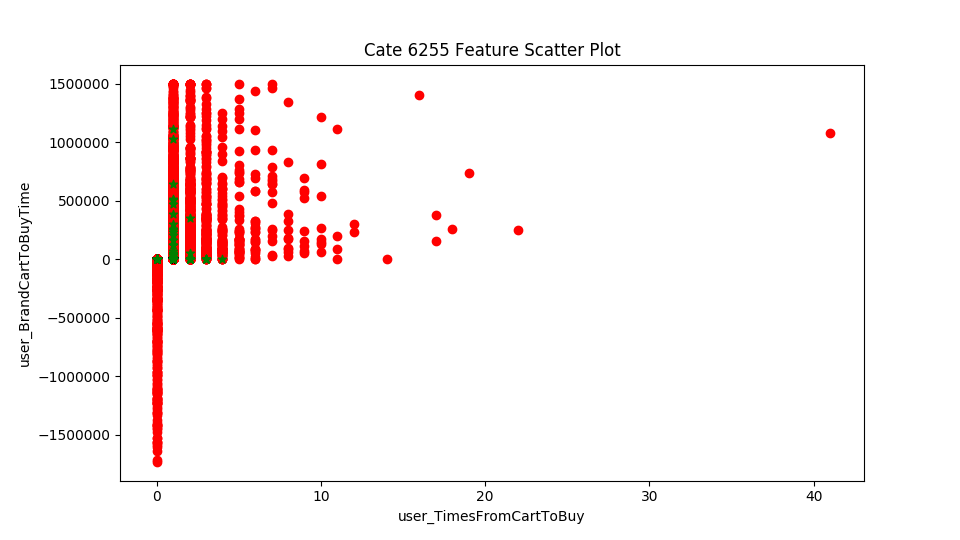 Cate 6255 Feature Scatter Plot
user_BrandCartToBuyTime
1500000
1000000
500000
0
−500000
−1000000
−1500000
0 10 20 30 40
user_TimesFromCartToBuy